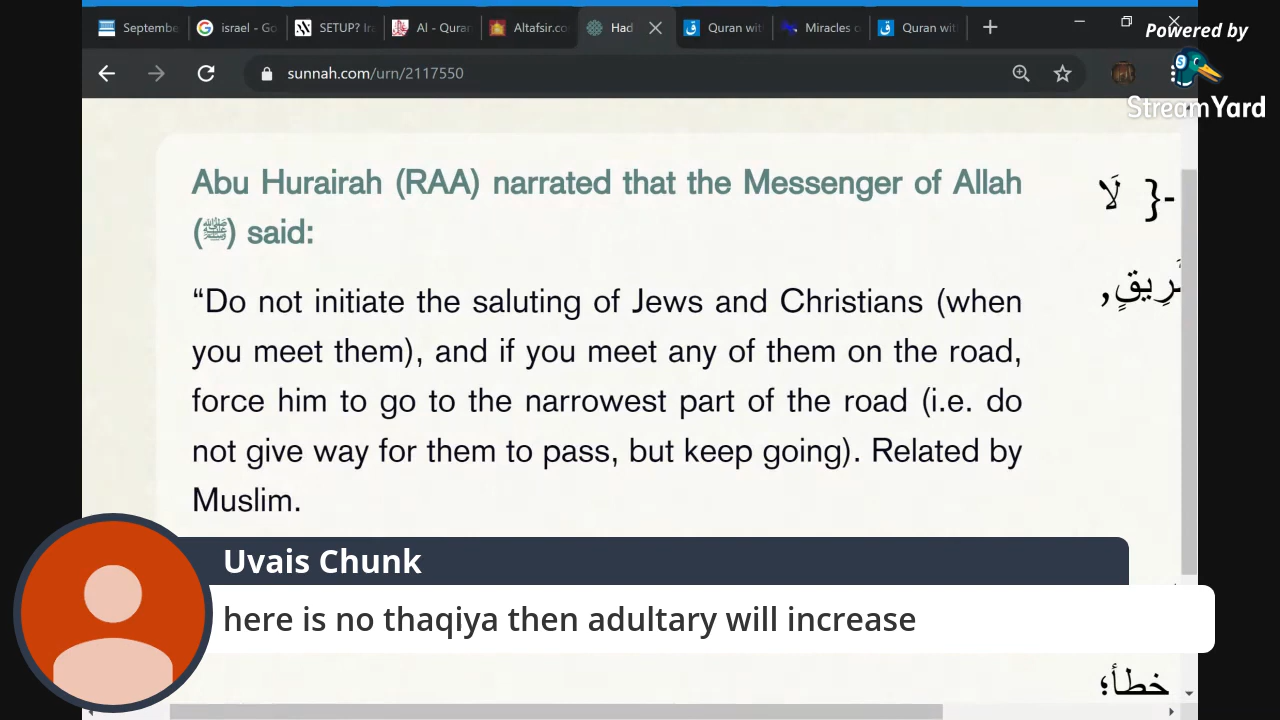 Septembe
israel - Go
SETUP? Ira
Al - Quran
Altafsir.co
Had
Quran wit
Miracles o
Quran wit
Powered by
sunnah.com/urn/2117550
StreamYard
Abu Hurairah (RAA) narrated that the Messenger of Allah
(ﷺ) said:
-{ لَا
“Do not initiate the saluting of Jews and Christians (when
you meet them), and if you meet any of them on the road,
force him to go to the narrowest part of the road (i.e. do
not give way for them to pass, but keep going). Related by
Muslim.
Uvais Chunk
here is no thaqiya then adultary will increase
خطأ؛